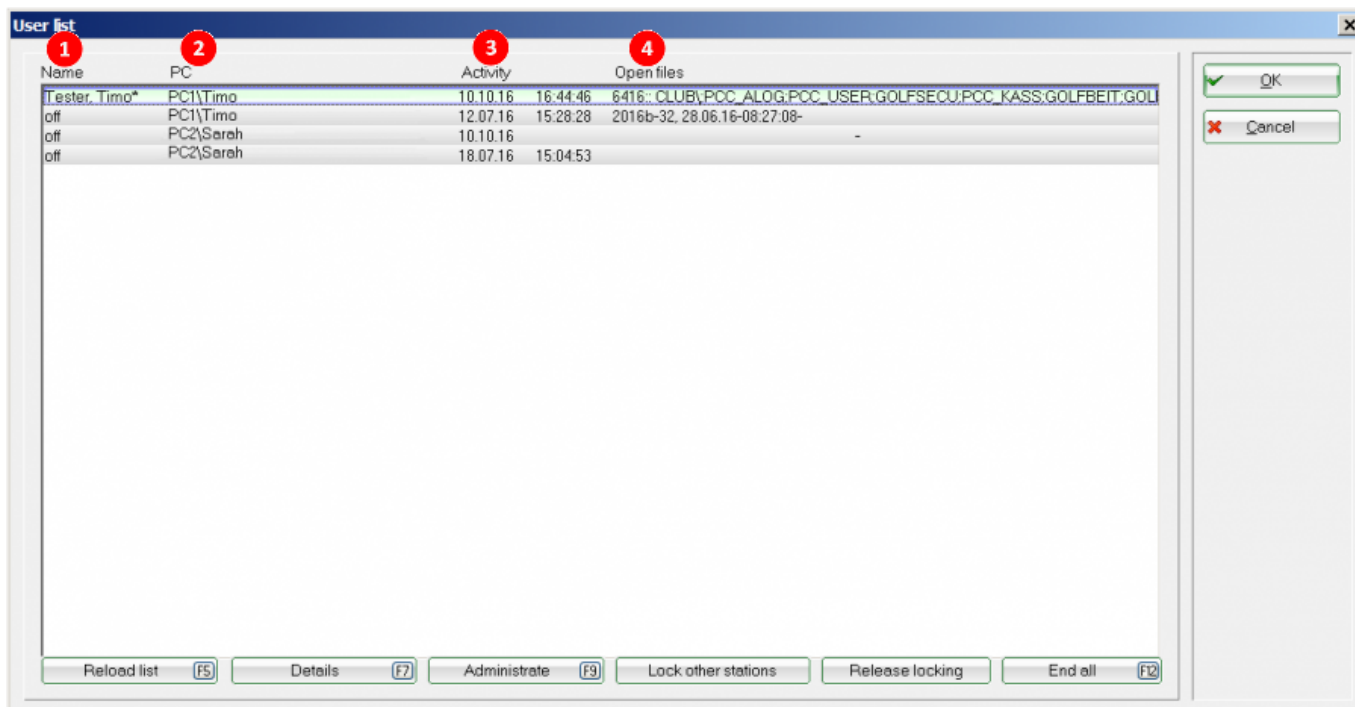 User list
1 2 3 4
Name PC Activity Open files
Tester, Timo* PC1\Timo 10.10.16 16:44:46 6416:: CLUB\;PCC_ALOG;PCC_USER;GOLFSECU;PCC_KASS;GOLFBEIT;GOLF
off PC1\Timo 12.07.16 15:28:28 2016b-32, 28.06.16-08:27:08-
off PC2\Sarah 10.10.16 -
off PC2\Sarah 18.07.16 15:04:53
OK
Cancel
Reload list F5 Details F7 Administrate F9 Lock other stations Release locking End all F12